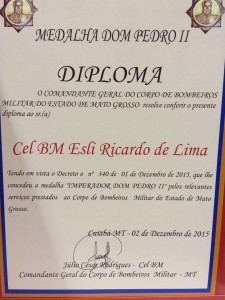 MEDALHA DOM PEDRO II
DIPLOMA
O COMANDANTE GERAL DO CORPO DE BOMBEIROS
MILITAR DO ESTADO DE MATO GROSSO resolve conferir o presente
diploma ao sr.(a)
Cel BM Esli Ricardo de Lima
Tendo em vista o Decreto o nº 340 de 01 de Dezembro de 2015, que lhe
concedeu a medalha "IMPERADOR DOM PEDRO II" pelos relevantes
serviços prestados ao Corpo de Bombeiros Militar do Estado de Mato
Grosso.
Cuiabá-MT - 02 de Dezembro de 2015
Júlio Cesar Rodrigues - Cel BM
Comandante Geral do Corpo de Bombeiros Militar - MT